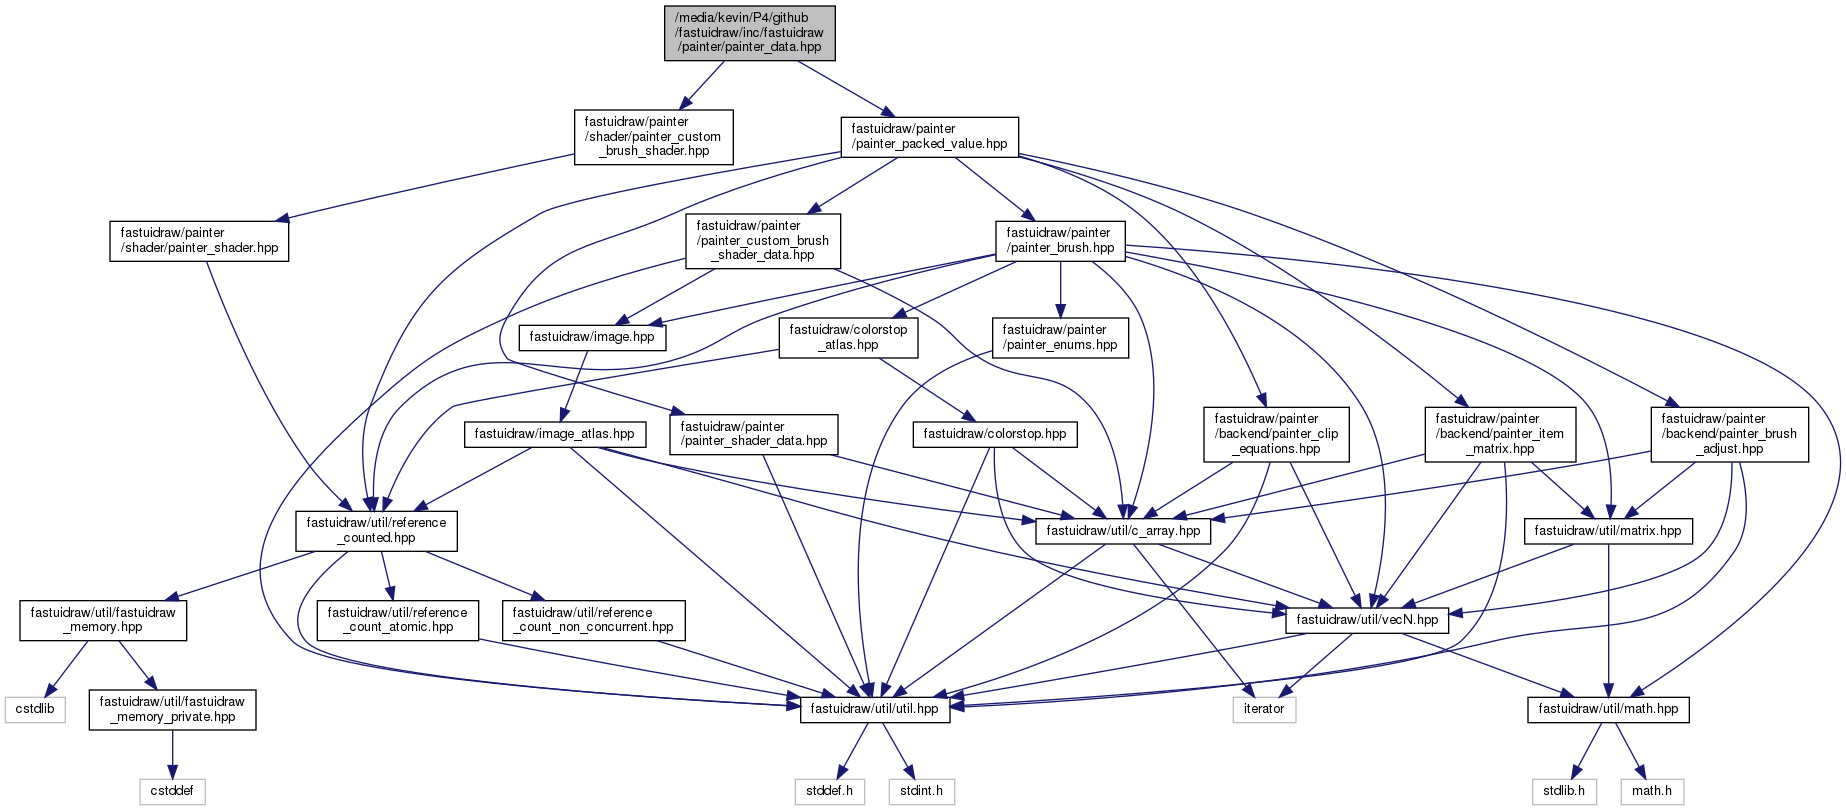 /media/kevin/P4/github
/fastuidraw/inc/fastuidraw
/painter/painter_data.hpp
fastuidraw/painter
/shader/painter_custom
_brush_shader.hpp
fastuidraw/painter
/painter_packed_value.hpp
fastuidraw/painter
/shader/painter_shader.hpp
fastuidraw/painter
/painter_custom_brush
_shader_data.hpp
fastuidraw/painter
/painter_brush.hpp
fastuidraw/image.hpp
fastuidraw/colorstop
_atlas.hpp
fastuidraw/painter
/painter_enums.hpp
fastuidraw/image_atlas.hpp
fastuidraw/painter
/painter_shader_data.hpp
fastuidraw/colorstop.hpp
fastuidraw/painter
/backend/painter_clip
_equations.hpp
fastuidraw/painter
/backend/painter_item
_matrix.hpp
fastuidraw/painter
/backend/painter_brush
_adjust.hpp
fastuidraw/util/reference
_counted.hpp
fastuidraw/util/c_array.hpp
fastuidraw/util/matrix.hpp
fastuidraw/util/fastuidraw
_memory.hpp
fastuidraw/util/reference
_count_atomic.hpp
fastuidraw/util/reference
_count_non_concurrent.hpp
fastuidraw/util/vecN.hpp
cstdlib
fastuidraw/util/fastuidraw
_memory_private.hpp
fastuidraw/util/util.hpp
iterator
fastuidraw/util/math.hpp
cstddef
stddef.h
stdint.h
stdlib.h
math.h